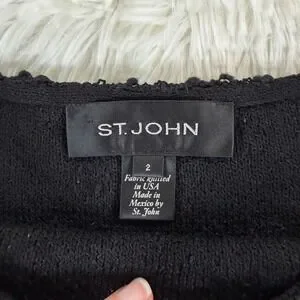 ST. JOHN
2
Fabric knitted
in USA
Made in
Mexico by
St. John